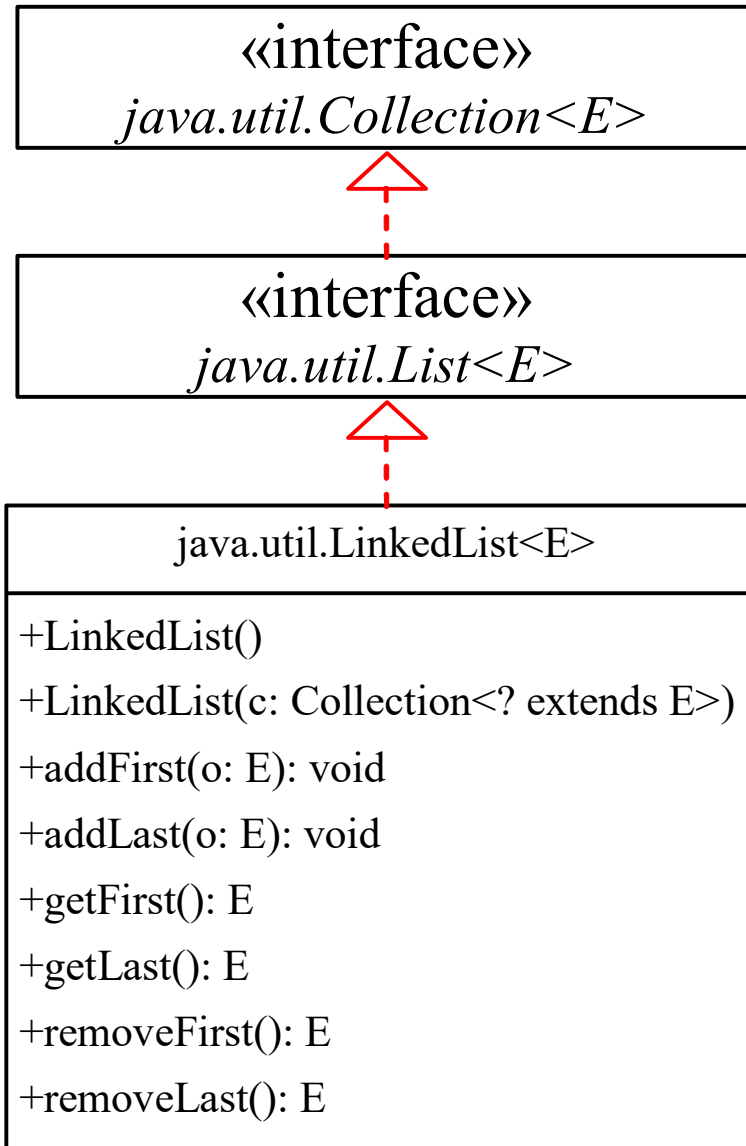 «interface»
java.util.Collection<E>
«interface»
java.util.List<E>
java.util.LinkedList<E>
+LinkedList()
+LinkedList(c: Collection<? extends E>)
+addFirst(o: E): void
+addLast(o: E): void
+getFirst(): E
+getLast(): E
+removeFirst(): E
+removeLast(): E